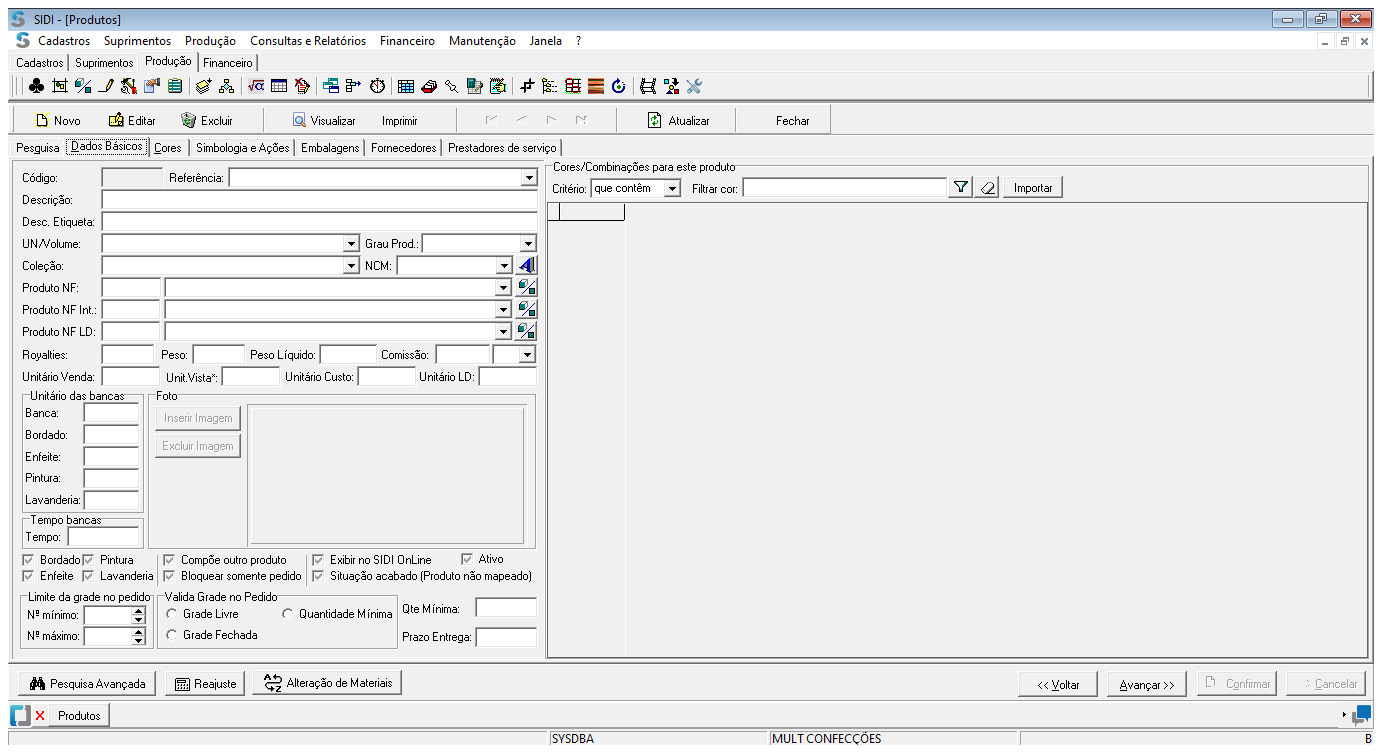 SIDI - [Produtos]
Cadastros Suprimentos Produção Consultas e Relatórios Financeiro Manutenção Janela ?
Cadastros Suprimentos Produção Financeiro
Novo Editar Excluir Visualizar Imprimir Atualizar Fechar
Pesquisa Dados Básicos Cores Simbologia e Ações Embalagens Fornecedores Prestadores de serviço
Código: Referência:
Descrição:
Desc. Etiqueta:
UN/Volume: Grau Prod.:
Coleção: NCM:
Produto NF:
Produto NF Int.:
Produto NF LD:
Royalties: Peso: Peso Líquido: Comissão:
Unitário Venda: Unit.Vista*: Unitário Custo: Unitário LD:
Unitário das bancas
Banca:
Bordado:
Enfeite:
Pintura:
Lavanderia:
Tempo bancas
Tempo:
Foto
Inserir Imagem
Excluir Imagem
Bordado Pintura Compõe outro produto Exibir no SIDI OnLine Ativo
Enfeite Lavanderia Bloquear somente pedido Situação acabado (Produto não mapeado)
Limite da grade no pedido
Nº mínimo:
Nº máximo:
Valida Grade no Pedido
Grade Livre Quantidade Mínima
Grade Fechada
Qte Mínima:
Prazo Entrega:
Cores/Combinações para este produto
Critério: que contêm Filtrar cor: Importar
Pesquisa Avançada Reajuste Alteração de Materiais << Voltar Avançar >> Confirmar Cancelar
Produtos
SYSDBA MULT CONFECÇÕES B